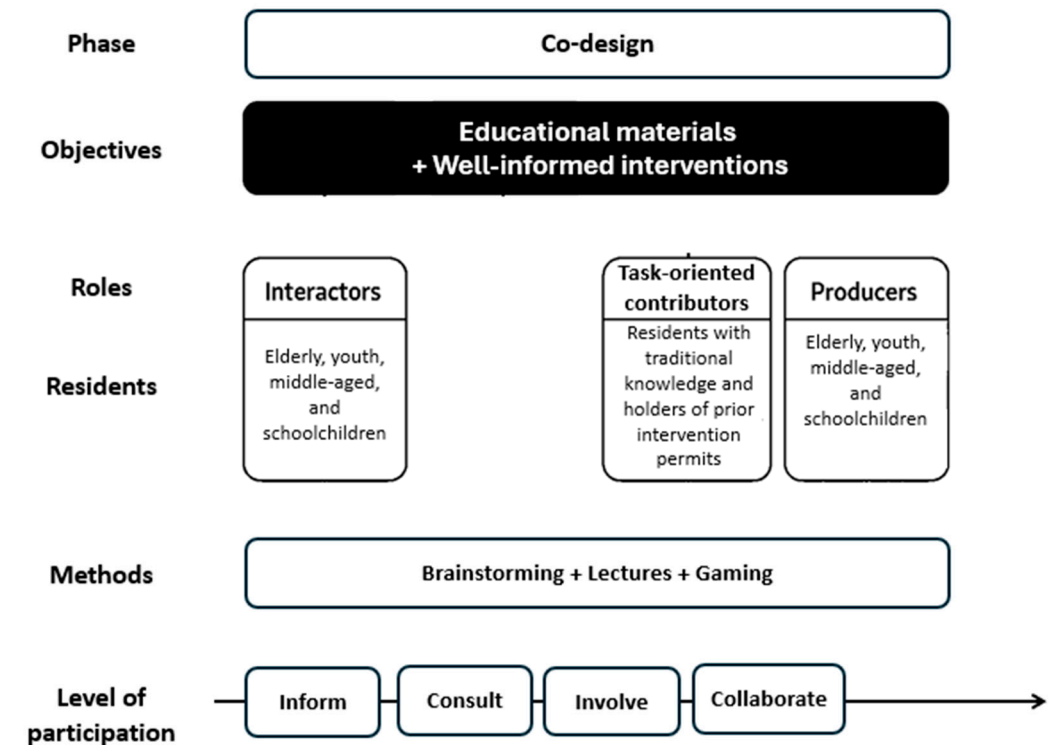 Phase
Co-design
Objectives
Educational materials
+ Well-informed interventions
Roles
Interactors
Task-oriented
contributors
Producers
Residents
Elderly, youth,
middle-aged,
and
schoolchildren
Residents with
traditional
knowledge and
holders of prior
intervention
permits
Elderly, youth,
middle-aged,
and
schoolchildren
Methods
Brainstorming + Lectures + Gaming
Level of
participation
Inform
Consult
Involve
Collaborate